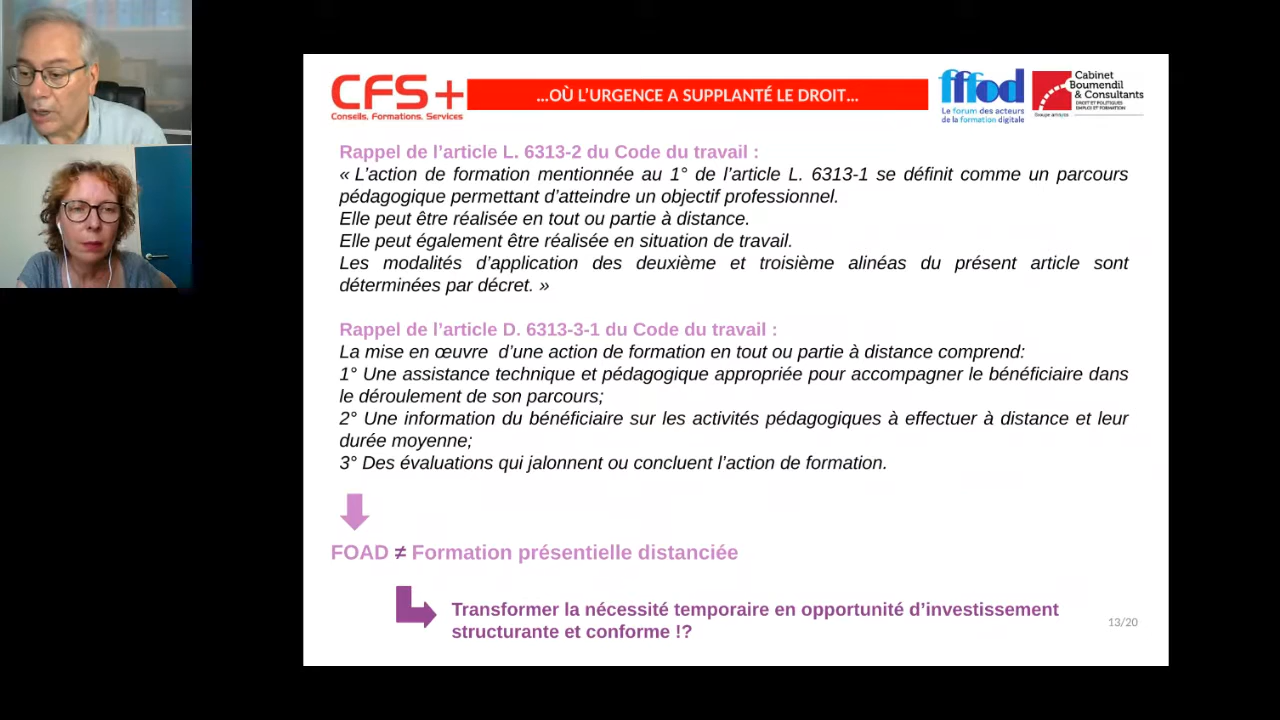 CFS+
Conseils, Formations, Services
…OÙ L’URGENCE A SUPPLANTÉ LE DROIT…
fffod
Le forum des acteurs
de la formation digitale
Cabinet
Boumendil
& Consultants
DROIT ET POLITIQUES
EMPLOI ET FORMATION
Rappel de l’article L. 6313-2 du Code du travail :
« L’action de formation mentionnée au 1° de l’article L. 6313-1 se définit comme un parcours
pédagogique permettant d’atteindre un objectif professionnel.
Elle peut être réalisée en tout ou partie à distance.
Elle peut également être réalisée en situation de travail.
Les modalités d’application des deuxième et troisième alinéas du présent article sont
déterminées par décret. »
Rappel de l’article D. 6313-3-1 du Code du travail :
La mise en œuvre d’une action de formation en tout ou partie à distance comprend:
1° Une assistance technique et pédagogique appropriée pour accompagner le bénéficiaire dans
le déroulement de son parcours;
2° Une information du bénéficiaire sur les activités pédagogiques à effectuer à distance et leur
durée moyenne;
3° Des évaluations qui jalonnent ou concluent l’action de formation.
FOAD ≠ Formation présentielle distanciée
Transformer la nécessité temporaire en opportunité d’investissement
structurante et conforme !?
13/20